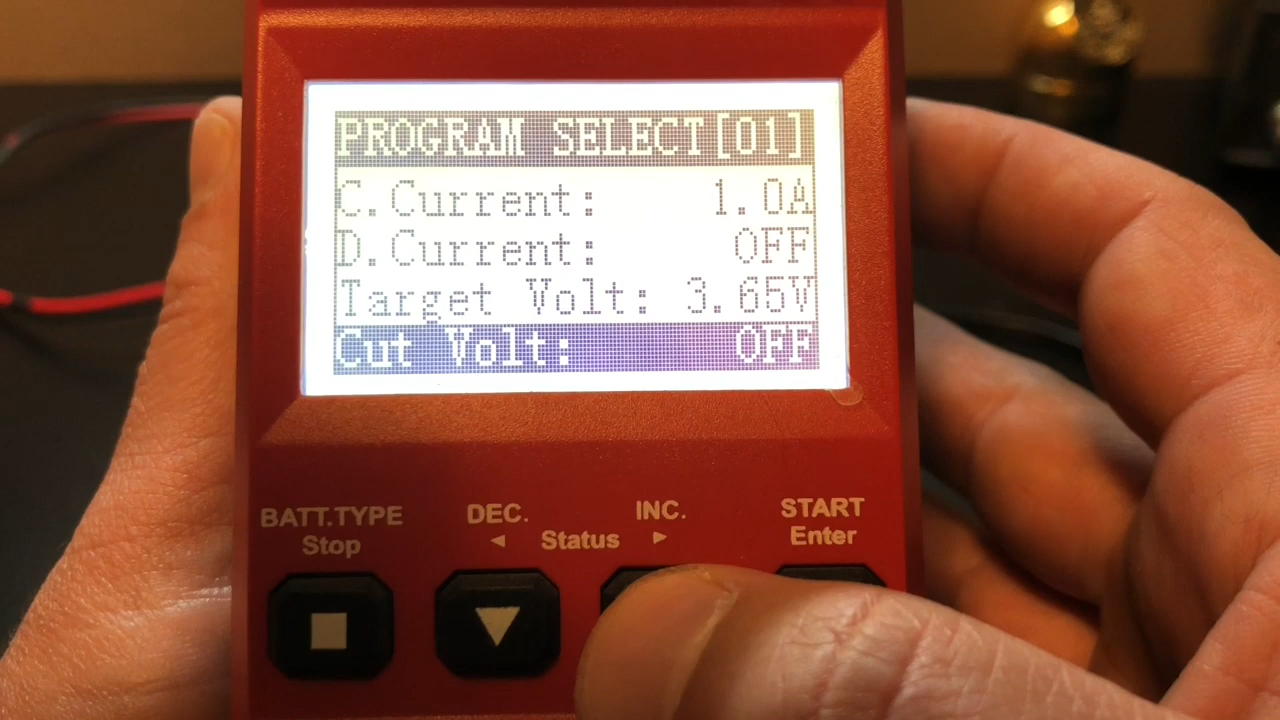 PROGRAM SELECT[01]
C.Current: 1.0A
D.Current: OFF
Target Volt: 3.65V
Cut Volt: OFF
BATT.TYPE DEC. INC. START
Stop ◄ Status ► Enter